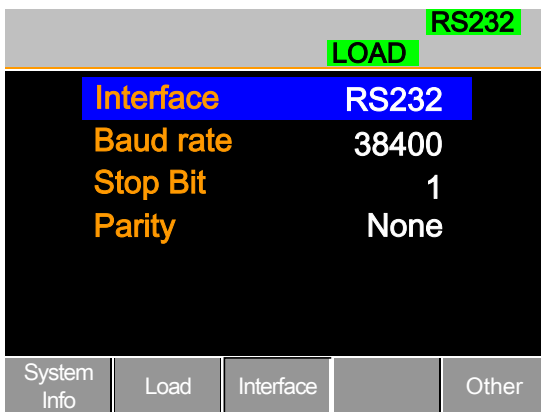 RS232
LOAD
Interface RS232
Baud rate 38400
Stop Bit 1
Parity None
System Info Load Interface Other